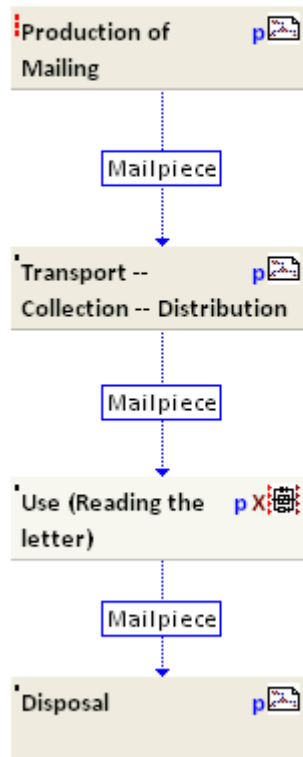 Production of p
Mailing
Mailpiece
Transport -- p
Collection -- Distribution
Mailpiece
Use (Reading the p X
letter)
Mailpiece
Disposal p